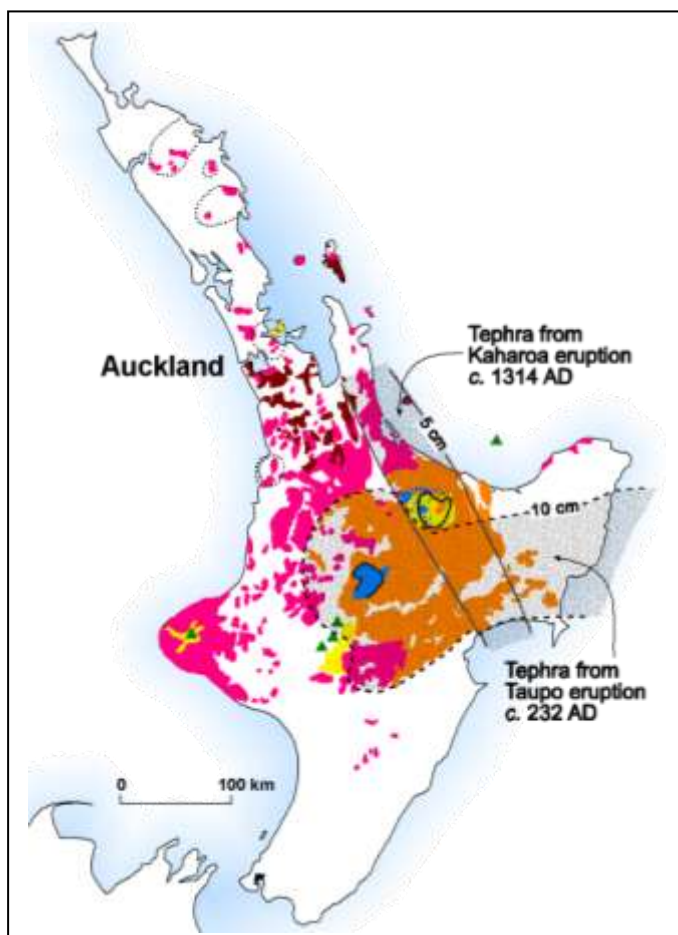 Auckland
Tephra from
Kaharoa eruption
c. 1314 AD
5 cm
10 cm
Tephra from
Taupo eruption
c. 232 AD
0 100 km